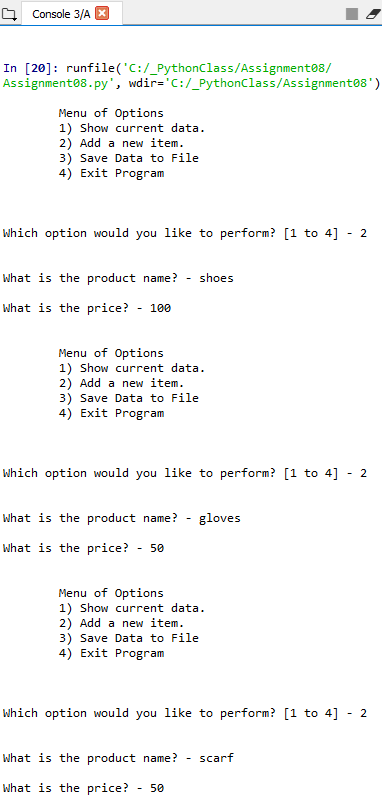 Console 3/A
In [20]: runfile('C:/_PythonClass/Assignment08/
Assignment08.py', wdir='C:/_PythonClass/Assignment08')
Menu of Options
1) Show current data.
2) Add a new item.
3) Save Data to File
4) Exit Program
Which option would you like to perform? [1 to 4] - 2
What is the product name? - shoes
What is the price? - 100
Menu of Options
1) Show current data.
2) Add a new item.
3) Save Data to File
4) Exit Program
Which option would you like to perform? [1 to 4] - 2
What is the product name? - gloves
What is the price? - 50
Menu of Options
1) Show current data.
2) Add a new item.
3) Save Data to File
4) Exit Program
Which option would you like to perform? [1 to 4] - 2
What is the product name? - scarf
What is the price? - 50